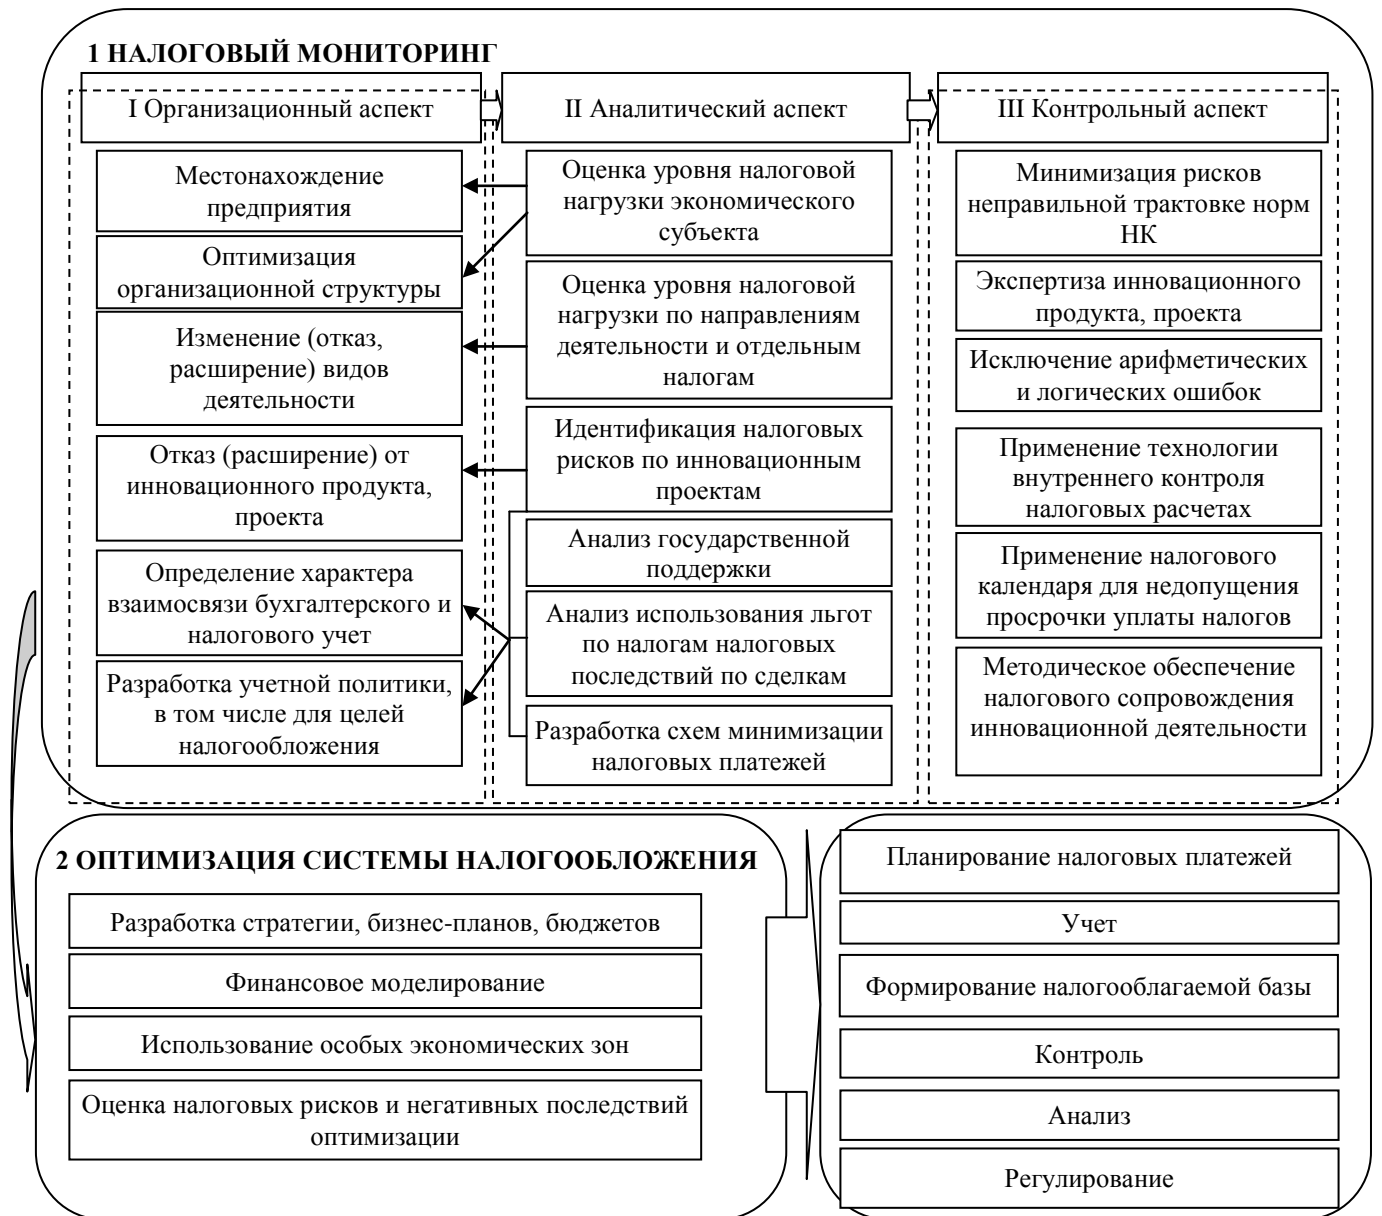 1 НАЛОГОВЫЙ МОНИТОРИНГ
I Организационный аспект
Местонахождение
предприятия
Оптимизация
организационной структуры
Изменение (отказ,
расширение) видов
деятельности
Отказ (расширение) от
инновационного продукта,
проекта
Определение характера
взаимосвязи бухгалтерского и
налогового учет
Разработка учетной политики,
в том числе для целей
налогообложения
II Аналитический аспект
Оценка уровня налоговой
нагрузки экономического
субъекта
Оценка уровня налоговой
нагрузки по направлениям
деятельности и отдельным
налогам
Идентификация налоговых
рисков по инновационным
проектам
Анализ государственной
поддержки
Анализ использования льгот
по налогам налоговых
последствий по сделкам
Разработка схем минимизации
налоговых платежей
III Контрольный аспект
Минимизация рисков
неправильной трактовке норм
НК
Экспертиза инновационного
продукта, проекта
Исключение арифметических
и логических ошибок
Применение технологии
внутреннего контроля
налоговых расчетах
Применение налогового
календаря для недопущения
просрочки уплаты налогов
Методическое обеспечение
налогового сопровождения
инновационной деятельности
2 ОПТИМИЗАЦИЯ СИСТЕМЫ НАЛОГООБЛОЖЕНИЯ
Разработка стратегии, бизнес-планов, бюджетов
Финансовое моделирование
Использование особых экономических зон
Оценка налоговых рисков и негативных последствий
оптимизации
Планирование налоговых платежей
Учет
Формирование налогооблагаемой базы
Контроль
Анализ
Регулирование